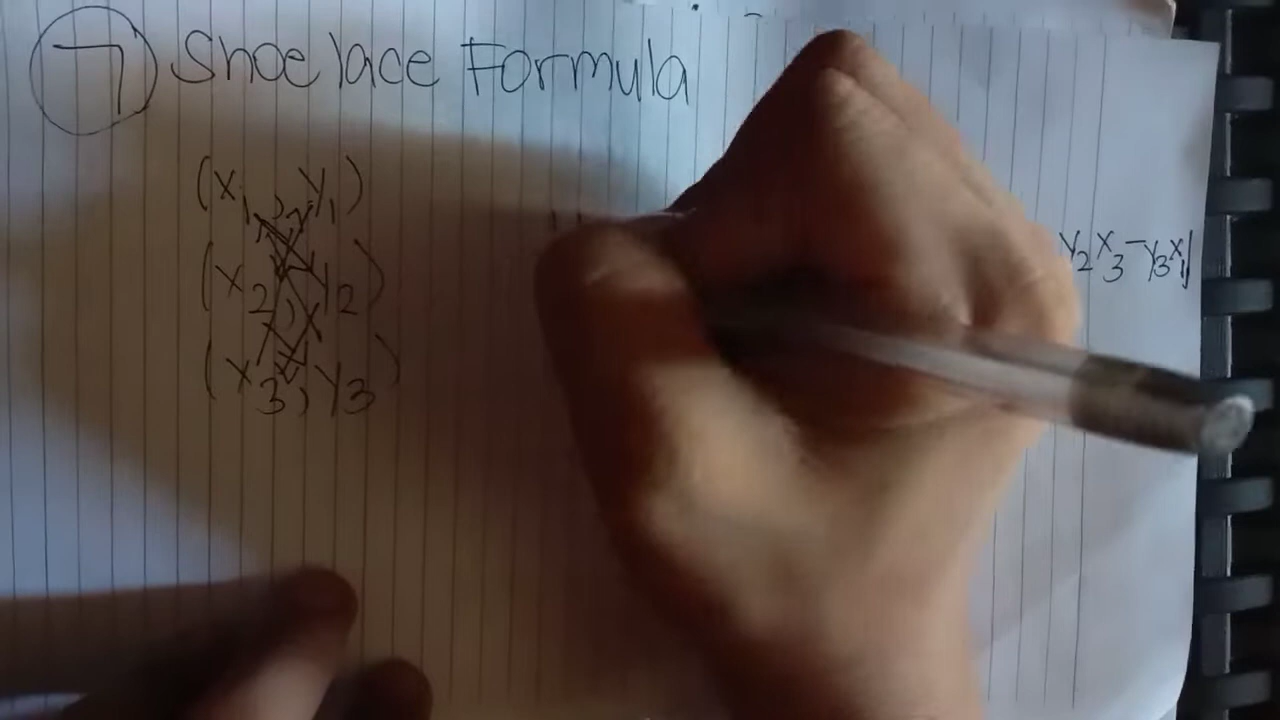 7 Shoelace Formula
(x₁, y₁)
y₂x₃-y₃x₁|
(x₂, y₂)
(x₃, y₃)